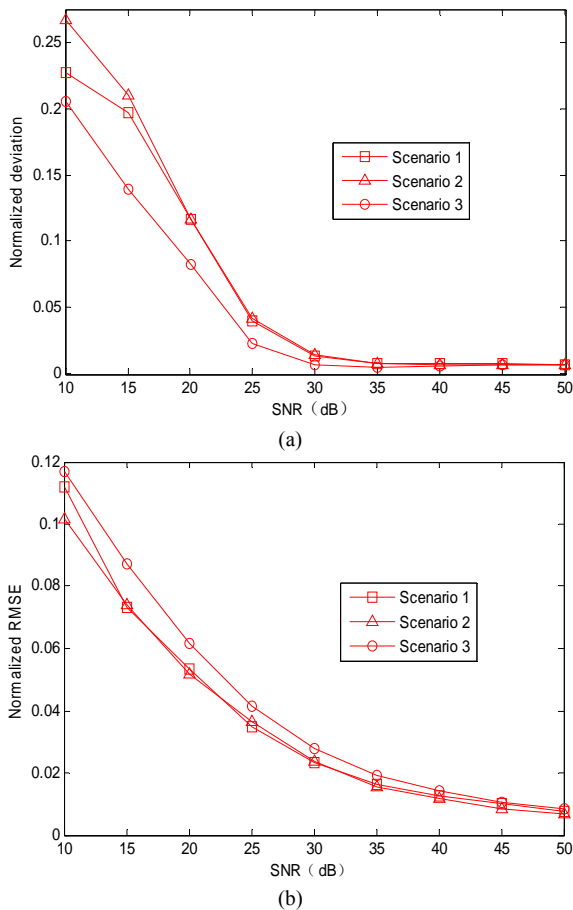 0.25
0.2
0.15
0.1
0.05
0
Normalized deviation
Scenario 1
Scenario 2
Scenario 3
10 15 20 25 30 35 40 45 50
SNR（dB）
(a)
0.12
0.1
0.08
0.06
0.04
0.02
0
Normalized RMSE
Scenario 1
Scenario 2
Scenario 3
10 15 20 25 30 35 40 45 50
SNR（dB）
(b)